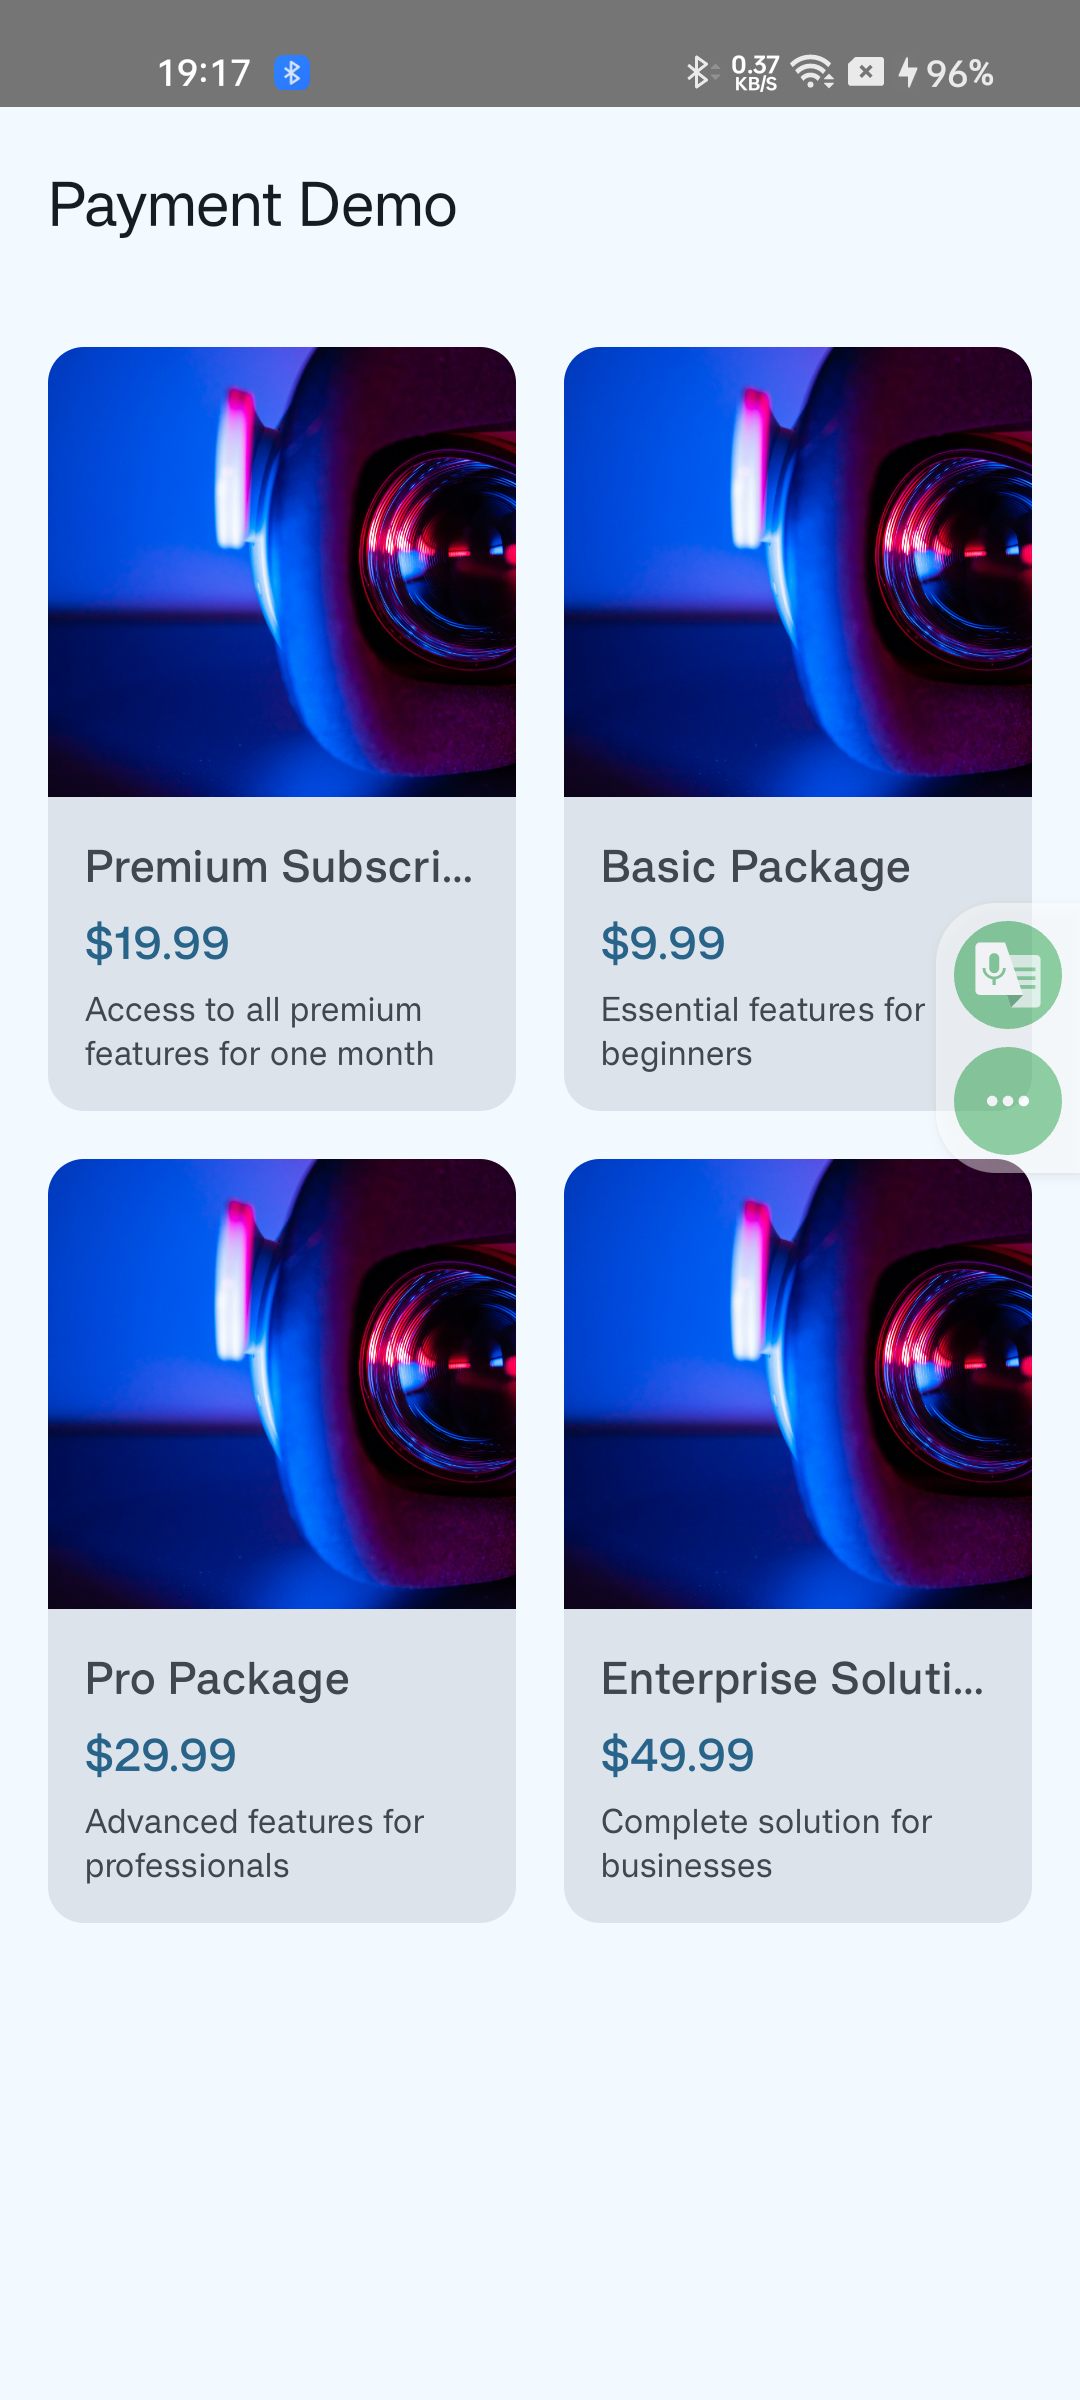 19:17
0.37
KB/S
96%
Payment Demo
Premium Subscri...
$19.99
Access to all premium
features for one month
Basic Package
$9.99
Essential features for
beginners
Pro Package
$29.99
Advanced features for
professionals
Enterprise Soluti...
$49.99
Complete solution for
businesses